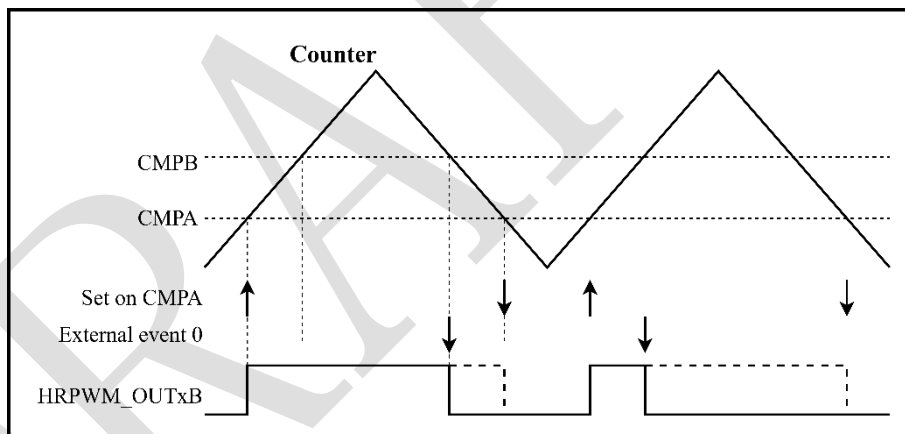 Counter
CMPB
CMPA
Set on CMPA
External event 0
HRPWM_OUTxB